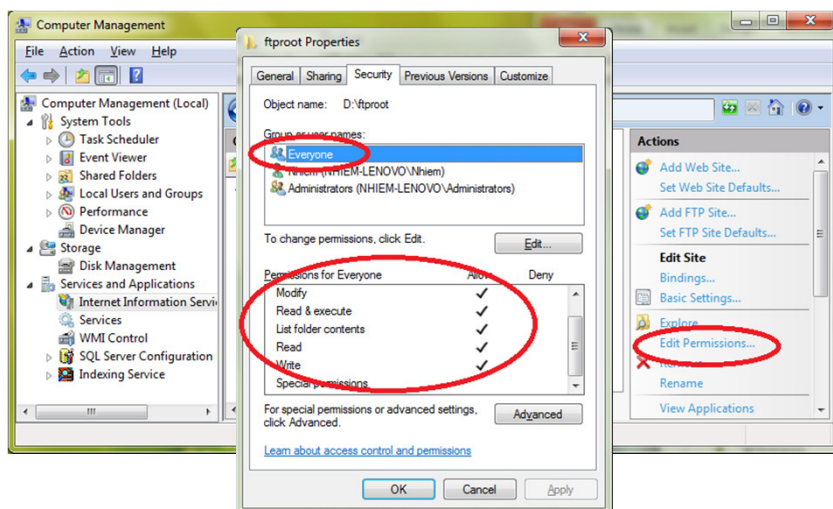 Computer Management
File Action View Help
Computer Management (Local)
System Tools
Task Scheduler
Event Viewer
Shared Folders
Local Users and Groups
Performance
Device Manager
Storage
Disk Management
Services and Applications
Internet Information Servi
Services
WMI Control
SQL Server Configuration
Indexing Service
ftproot Properties
General Sharing Security Previous Versions Customize
Object name: D:\ftproot
Group or user names:
Everyone
Nhiem (NHIEM-LENOVO\Nhiem)
Administrators (NHIEM-LENOVO\Administrators)
To change permissions, click Edit.
Edit...
Permissions for Everyone Allow Deny
Modify
Read & execute
List folder contents
Read
Write
Special permissions
For special permissions or advanced settings,
click Advanced.
Advanced
Learn about access control and permissions
OK Cancel Apply
Actions
Add Web Site...
Set Web Site Defaults...
Add FTP Site...
Set FTP Site Defaults...
Edit Site
Bindings...
Basic Settings...
Explore
Edit Permissions...
Rename
View Applications